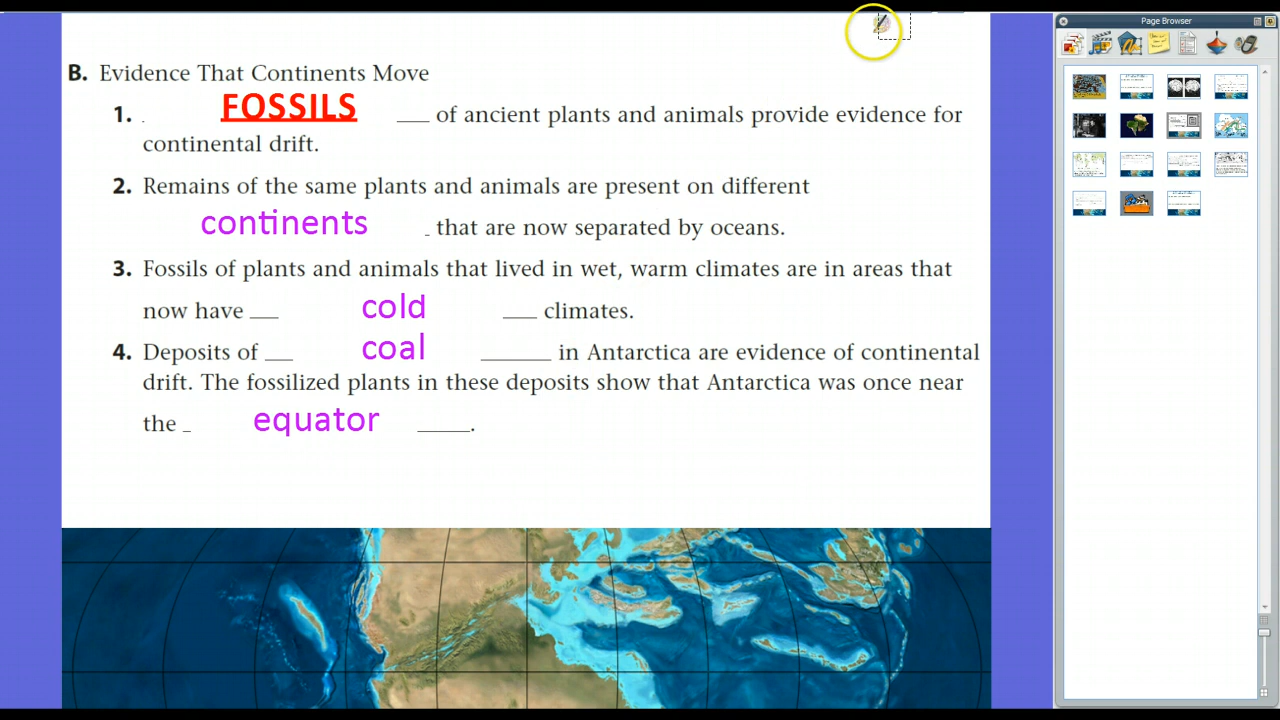 Page Browser
B. Evidence That Continents Move
1. FOSSILS of ancient plants and animals provide evidence for
continental drift.
2. Remains of the same plants and animals are present on different
continents that are now separated by oceans.
3. Fossils of plants and animals that lived in wet, warm climates are in areas that
now have cold climates.
4. Deposits of coal in Antarctica are evidence of continental
drift. The fossilized plants in these deposits show that Antarctica was once near
the equator.